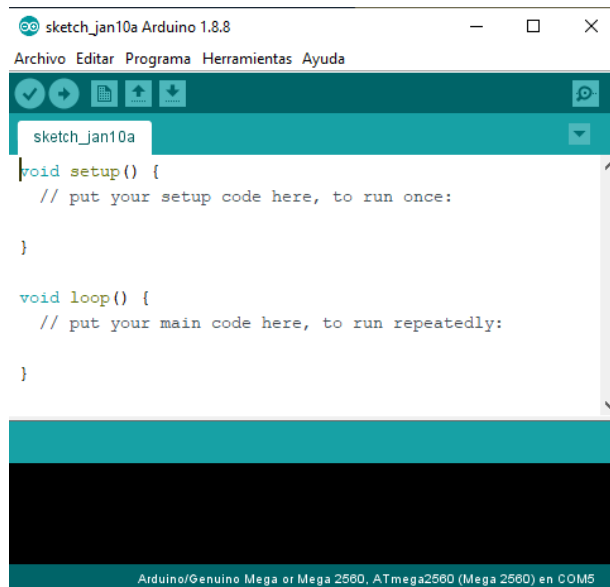 sketch_jan10a Arduino 1.8.8
Archivo Editar Programa Herramientas Ayuda
sketch_jan10a
void setup() {
  // put your setup code here, to run once:
}
void loop() {
  // put your main code here, to run repeatedly:
}
Arduino/Genuino Mega or Mega 2560, ATmega2560 (Mega 2560) en COM5